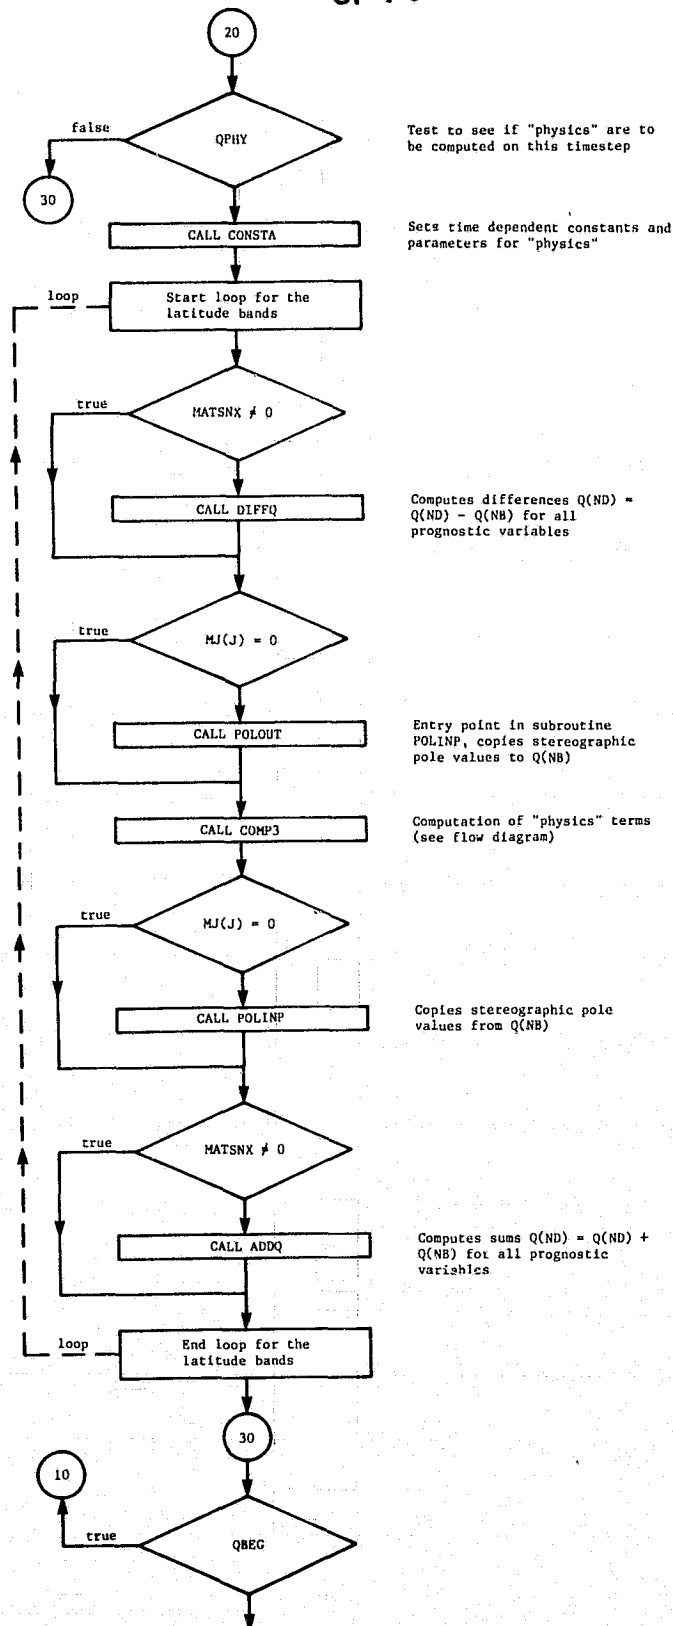 20
false
QPHY
Test to see if "physics" are to
be computed on this timestep
30
CALL CONSTA
Sets time dependent constants and
parameters for "physics"
loop
Start loop for the
latitude bands
true
MATSNX ≠ 0
CALL DIFFQ
Computes differences Q(ND) =
Q(ND) - Q(NB) for all
prognostic variables
true
MJ(J) = 0
CALL POLOUT
Entry point in subroutine
POLINP, copies stereographic
pole values to Q(NB)
CALL COMP3
Computation of "physics" terms
(see flow diagram)
true
MJ(J) = 0
CALL POLINP
Copies stereographic pole
values from Q(NB)
true
MATSNX ≠ 0
CALL ADDQ
Computes sums Q(ND) = Q(ND) +
Q(NB) for all prognostic
variables
loop
End loop for the
latitude bands
30
10
true
QBEG